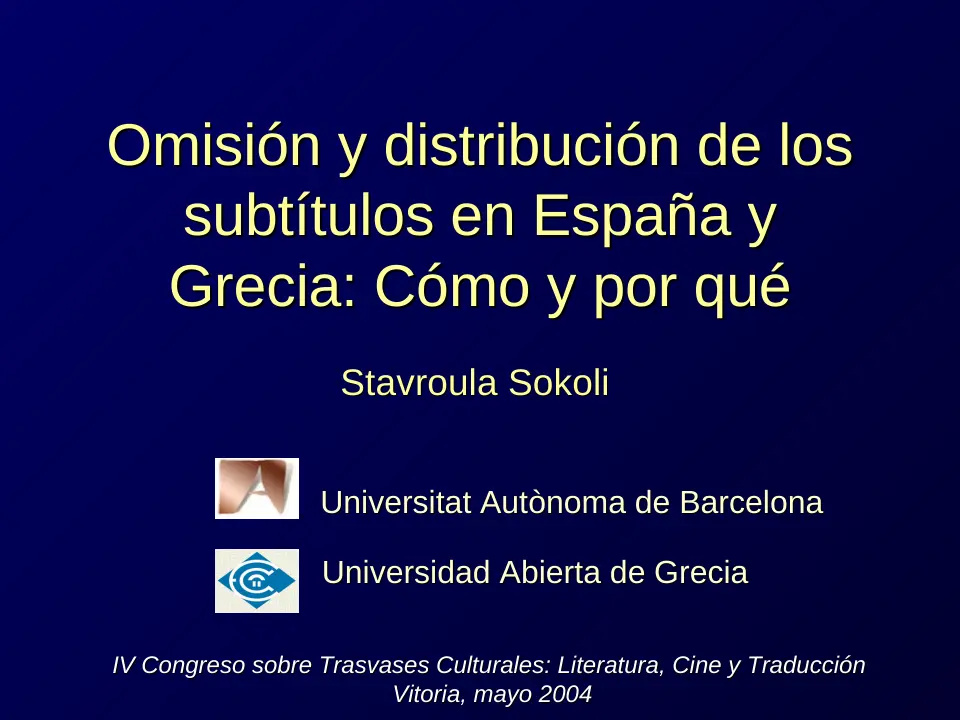 Omisión y distribución de los
subtítulos en España y
Grecia: Cómo y por qué
Stavroula Sokoli
Universitat Autònoma de Barcelona
Universidad Abierta de Grecia
IV Congreso sobre Trasvases Culturales: Literatura, Cine y Traducción
Vitoria, mayo 2004